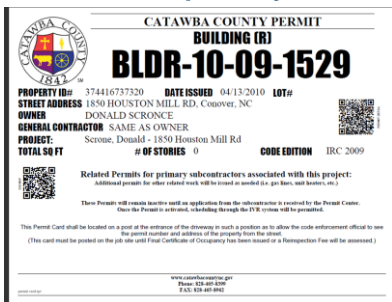 CATAWBA COUNTY
1842
CATAWBA COUNTY PERMIT
BUILDING (R)
BLDR-10-09-1529
PROPERTY ID# 374416737320 DATE ISSUED 04/13/2010 LOT#
STREET ADDRESS 1850 HOUSTON MILL RD, Conover, NC
OWNER DONALD SCRONCE
GENERAL CONTRACTOR SAME AS OWNER
PROJECT: Scrone, Donald - 1850 Houston Mill Rd
TOTAL SQ FT # OF STORIES 0 CODE EDITION IRC 2009
Related Permits for primary subcontractors associated with this project:
Additional permits for other related work will be issued as needed (i.e. gas lines, unit heaters, etc.)
These Permits will remain inactive until an application from the subcontractor is received by the Permit Center.
Once the Permit is activated, scheduling through the IVR system will be permitted.
This Permit Card shall be located on a post at the entrance of the driveway in such a position as to allow the code enforcement official to see
the permit number and address of the property from the street.
(This card must be posted on the job site until Final Certificate of Occupancy has been issued or a Reinspection Fee will be assessed.)
www.catawbacountync.gov
Phone: 828-465-8399